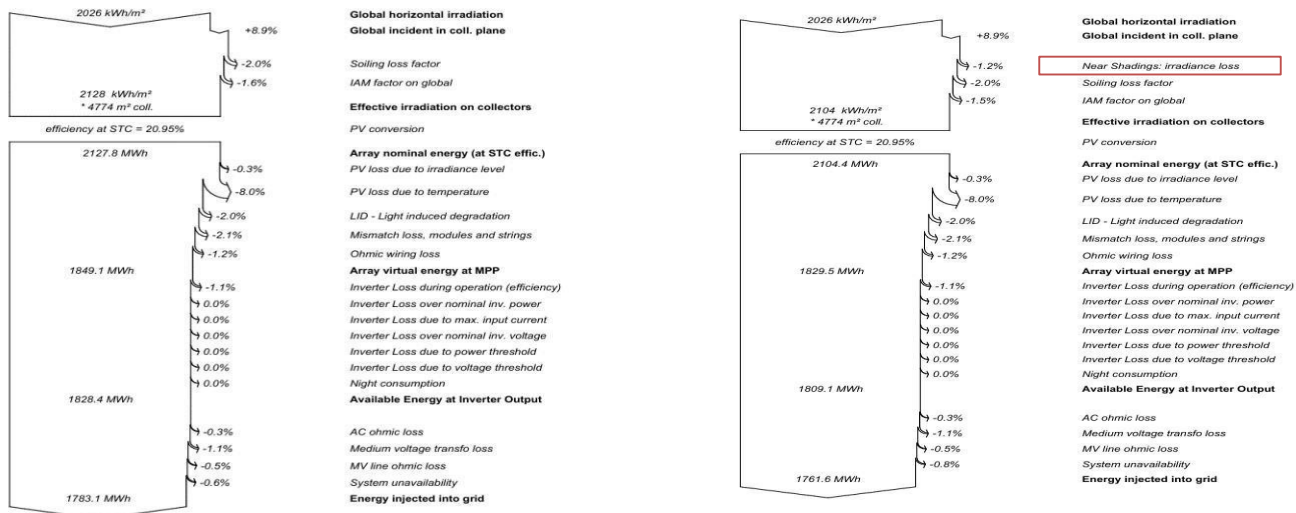 2026 kWh/m²
Global horizontal irradiation
+8.9%
Global incident in coll. plane
-2.0%
Soiling loss factor
-1.6%
IAM factor on global
2128 kWh/m²
* 4774 m² coll.
Effective irradiation on collectors
efficiency at STC = 20.95%
PV conversion
2127.8 MWh
Array nominal energy (at STC effic.)
-0.3%
PV loss due to irradiance level
-8.0%
PV loss due to temperature
-2.0%
LID - Light induced degradation
-2.1%
Mismatch loss, modules and strings
-1.2%
Ohmic wiring loss
1849.1 MWh
Array virtual energy at MPP
-1.1%
Inverter Loss during operation (efficiency)
0.0%
Inverter Loss over nominal inv. power
0.0%
Inverter Loss due to max. input current
0.0%
Inverter Loss over nominal inv. voltage
0.0%
Inverter Loss due to power threshold
0.0%
Inverter Loss due to voltage threshold
0.0%
Night consumption
1828.4 MWh
Available Energy at Inverter Output
-0.3%
AC ohmic loss
-1.1%
Medium voltage transfo loss
-0.5%
MV line ohmic loss
-0.6%
System unavailability
1783.1 MWh
Energy injected into grid
2026 kWh/m²
Global horizontal irradiation
+8.9%
Global incident in coll. plane
-1.2%
Near Shadings: irradiance loss
-2.0%
Soiling loss factor
-1.5%
IAM factor on global
2104 kWh/m²
* 4774 m² coll.
Effective irradiation on collectors
efficiency at STC = 20.95%
PV conversion
2104.4 MWh
Array nominal energy (at STC effic.)
-0.3%
PV loss due to irradiance level
-8.0%
PV loss due to temperature
-2.0%
LID - Light induced degradation
-2.1%
Mismatch loss, modules and strings
-1.2%
Ohmic wiring loss
1829.5 MWh
Array virtual energy at MPP
-1.1%
Inverter Loss during operation (efficiency)
0.0%
Inverter Loss over nominal inv. power
0.0%
Inverter Loss due to max. input current
0.0%
Inverter Loss over nominal inv. voltage
0.0%
Inverter Loss due to power threshold
0.0%
Inverter Loss due to voltage threshold
0.0%
Night consumption
1809.1 MWh
Available Energy at Inverter Output
-0.3%
AC ohmic loss
-1.1%
Medium voltage transfo loss
-0.5%
MV line ohmic loss
-0.8%
System unavailability
1761.6 MWh
Energy injected into grid